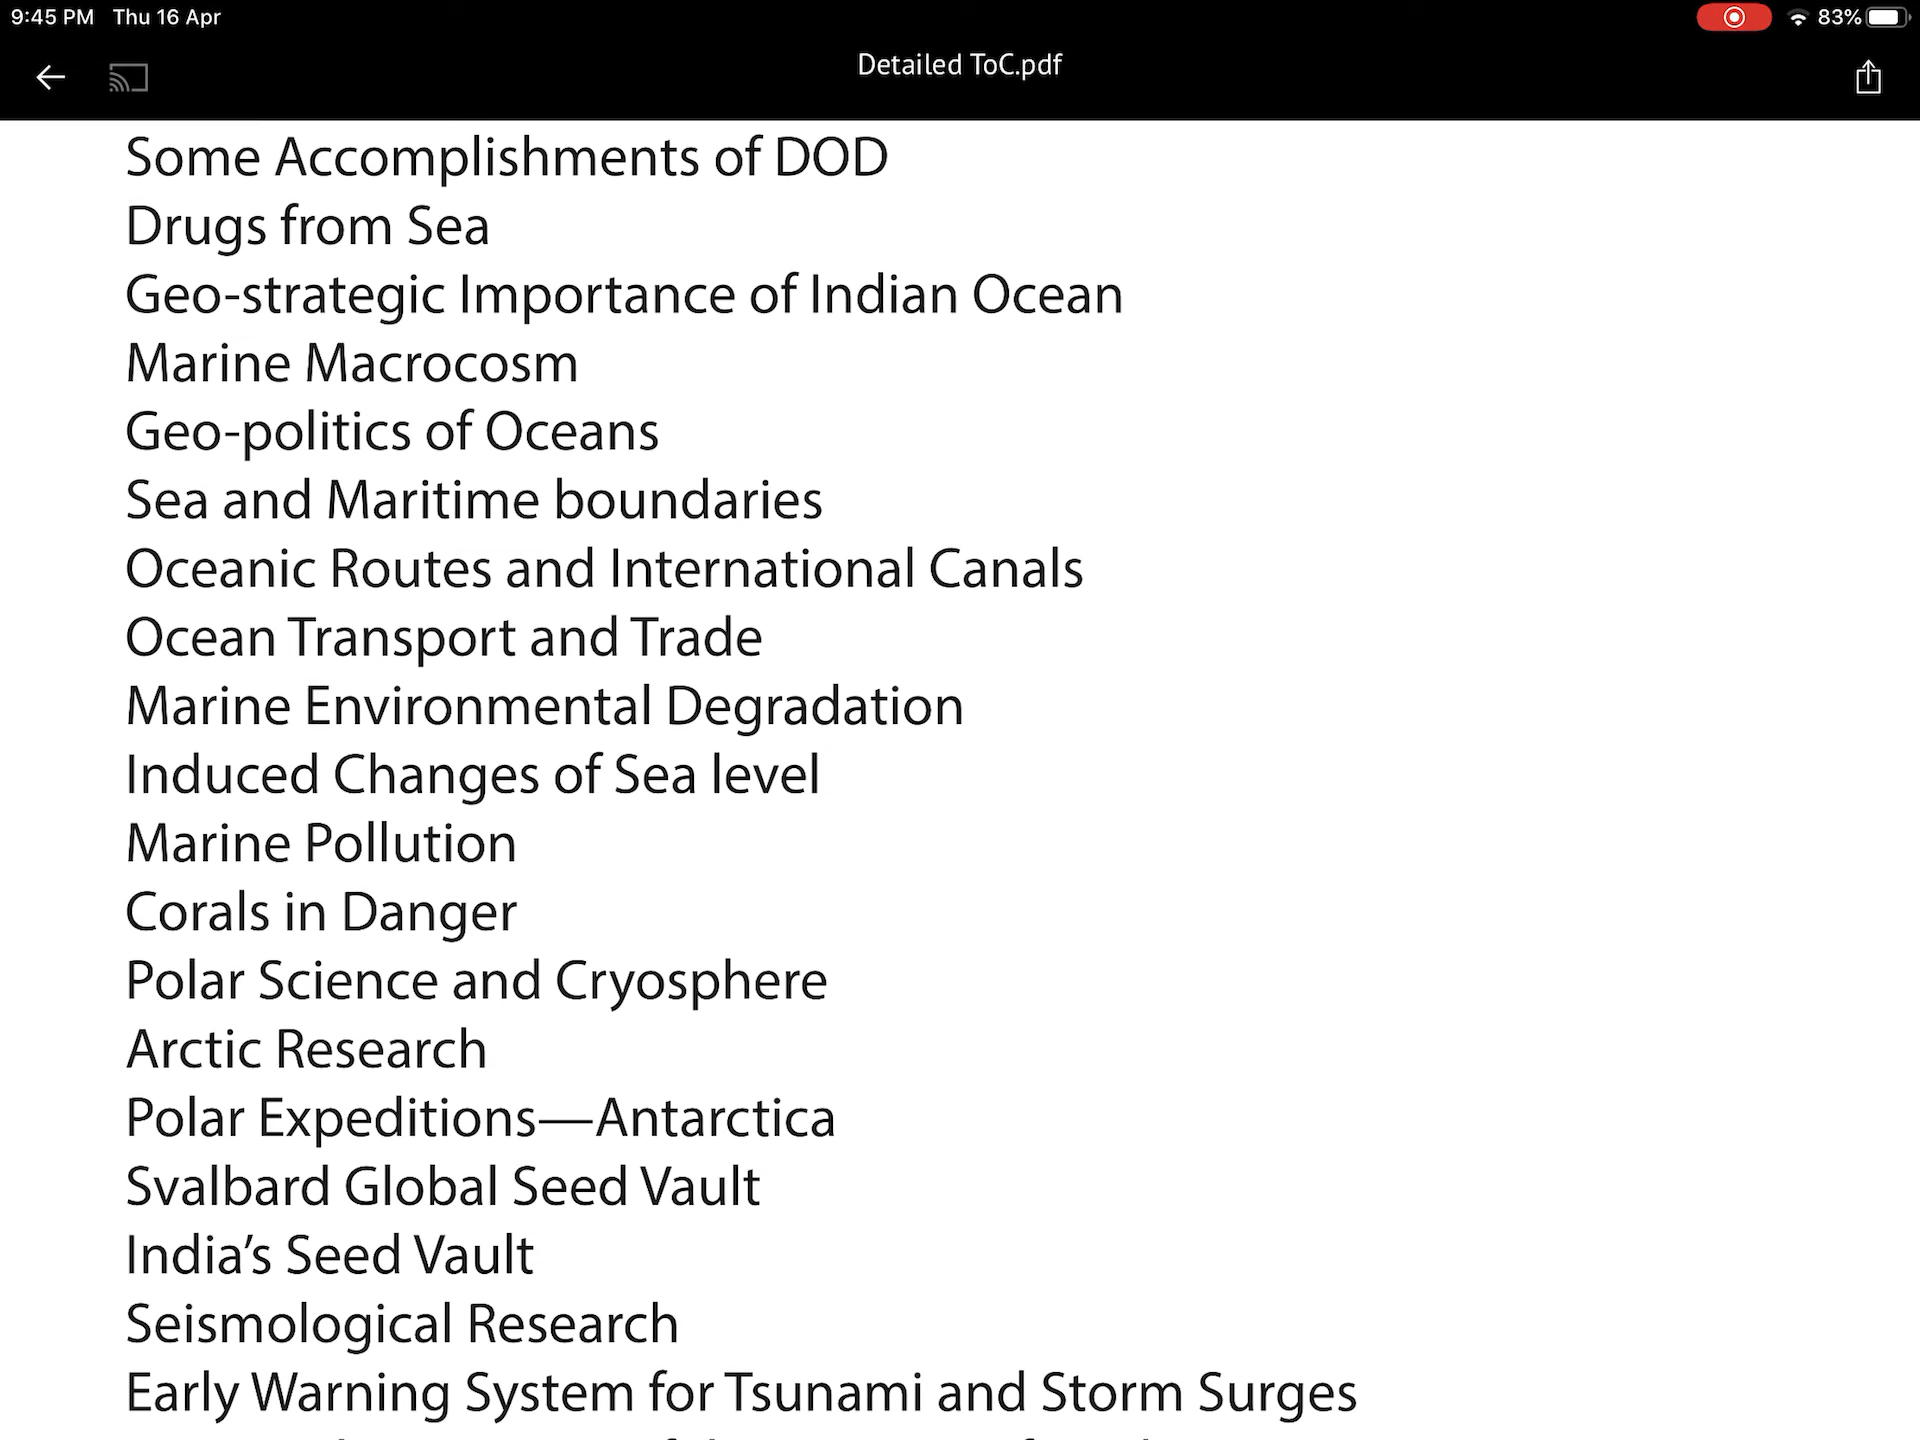 9:45 PM Thu 16 Apr
83%
Detailed ToC.pdf
Some Accomplishments of DOD
Drugs from Sea
Geo-strategic Importance of Indian Ocean
Marine Macrocosm
Geo-politics of Oceans
Sea and Maritime boundaries
Oceanic Routes and International Canals
Ocean Transport and Trade
Marine Environmental Degradation
Induced Changes of Sea level
Marine Pollution
Corals in Danger
Polar Science and Cryosphere
Arctic Research
Polar Expeditions—Antarctica
Svalbard Global Seed Vault
India’s Seed Vault
Seismological Research
Early Warning System for Tsunami and Storm Surges